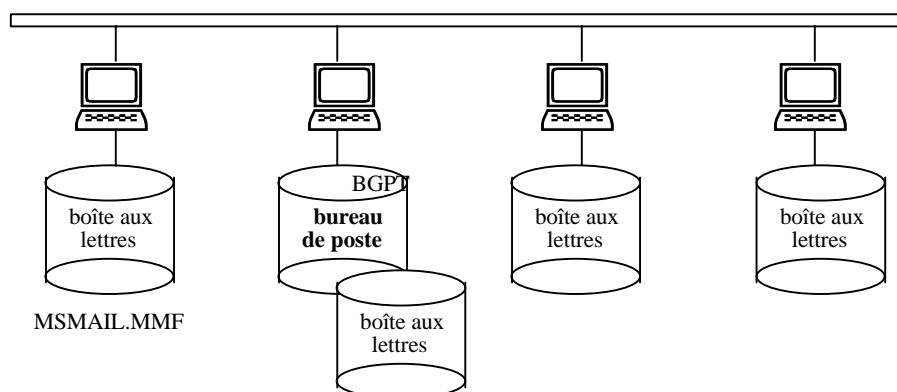 boîte aux
lettres
MSMAIL.MMF
BGPT
bureau
de poste
boîte aux
lettres
boîte aux
lettres
boîte aux
lettres